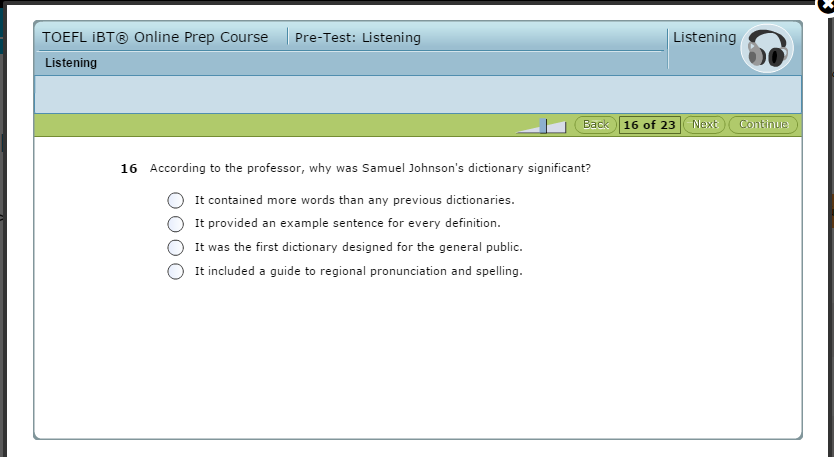 TOEFL iBT® Online Prep Course
Pre-Test: Listening
Listening
Listening
Back
16 of 23
Next
Continue
16 According to the professor, why was Samuel Johnson's dictionary significant?
It contained more words than any previous dictionaries.
It provided an example sentence for every definition.
It was the first dictionary designed for the general public.
It included a guide to regional pronunciation and spelling.